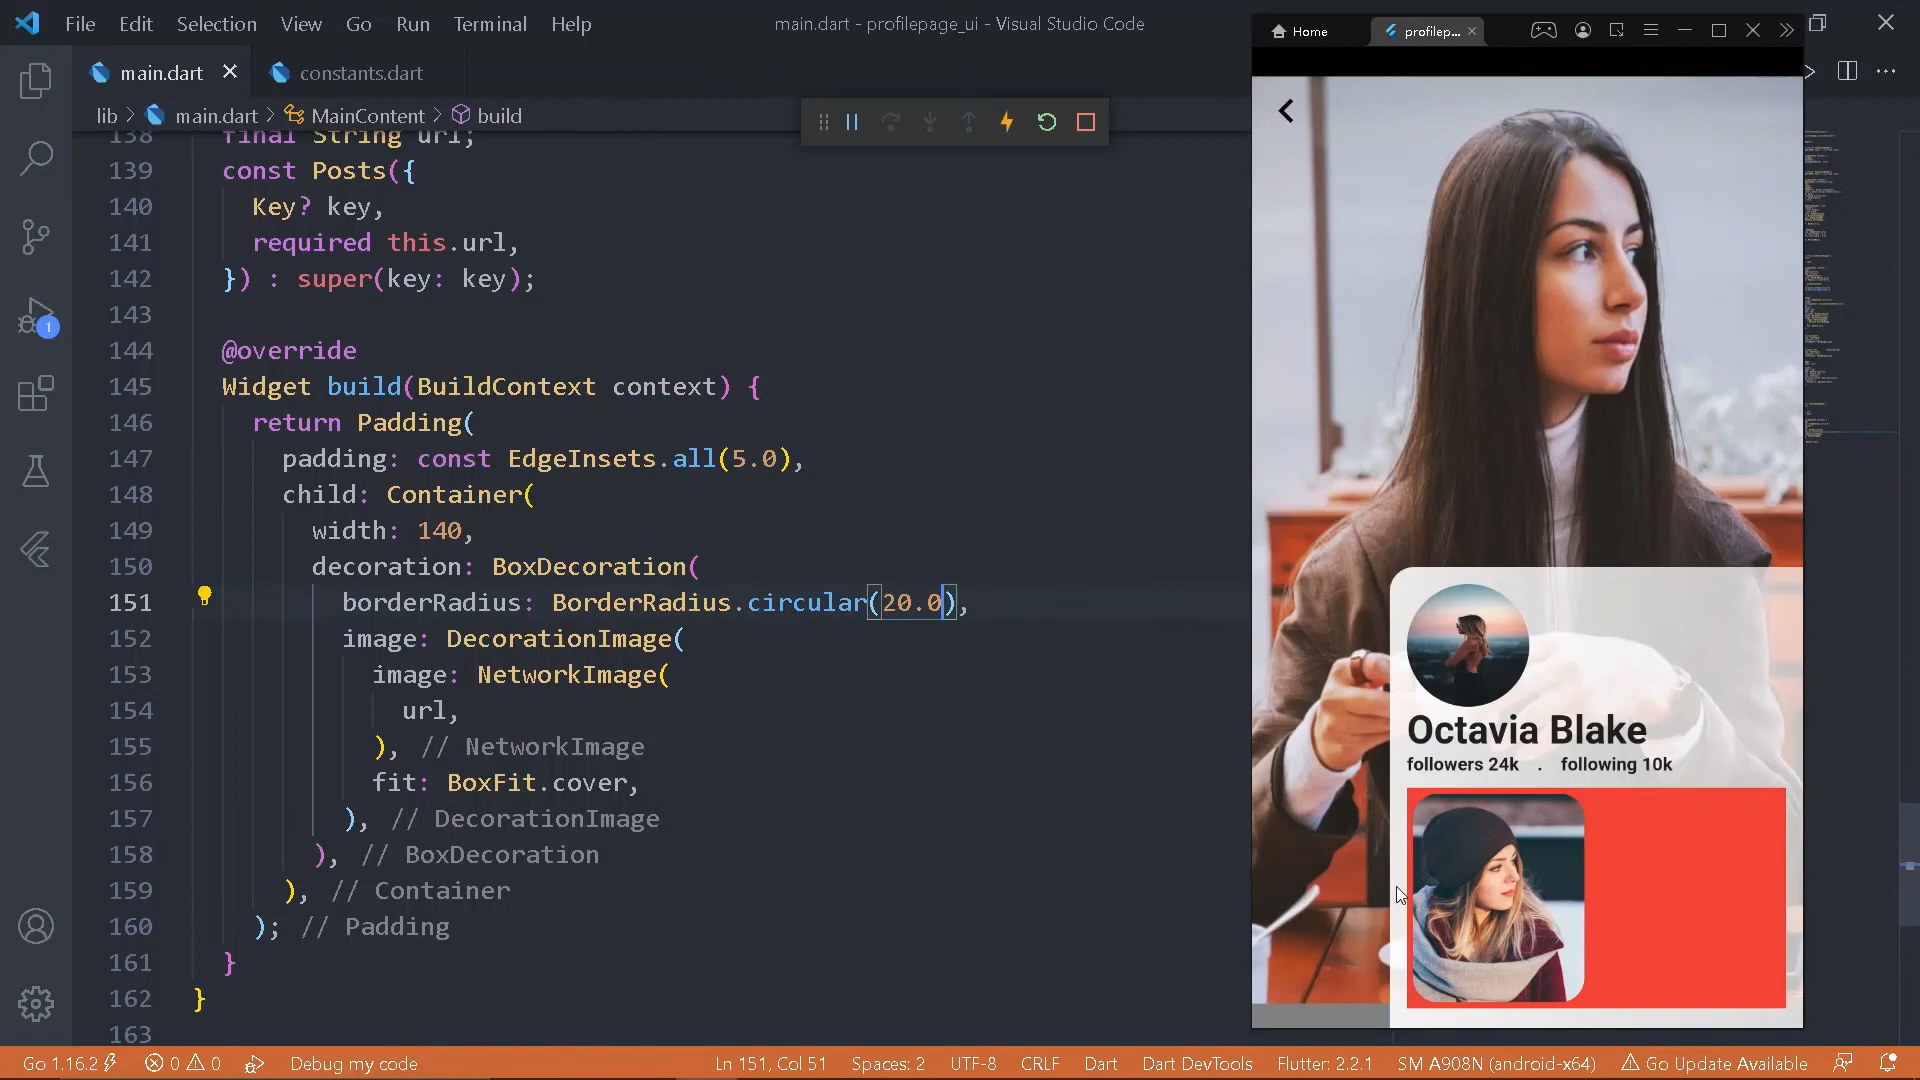 File Edit Selection View Go Run Terminal Help
main.dart - profilepage_ui - Visual Studio Code
Home profilep...
main.dart constants.dart
lib > main.dart > MainContent > build
138 final String url;
139 const Posts({
140 Key? key,
141 required this.url,
142 }) : super(key: key);
143
144 @override
145 Widget build(BuildContext context) {
146 return Padding(
147 padding: const EdgeInsets.all(5.0),
148 child: Container(
149 width: 140,
150 decoration: BoxDecoration(
151 borderRadius: BorderRadius.circular(20.0),
152 image: DecorationImage(
153 image: NetworkImage(
154 url,
155 ), // NetworkImage
156 fit: BoxFit.cover,
157 ), // DecorationImage
158 ), // BoxDecoration
159 ), // Container
160 ); // Padding
161 }
162 }
163
1
Octavia Blake
followers 24k . following 10k
Go 1.16.2 0 0 Debug my code Ln 151, Col 51 Spaces: 2 UTF-8 CRLF Dart Dart DevTools Flutter: 2.2.1 SM A908N (android-x64) Go Update Available